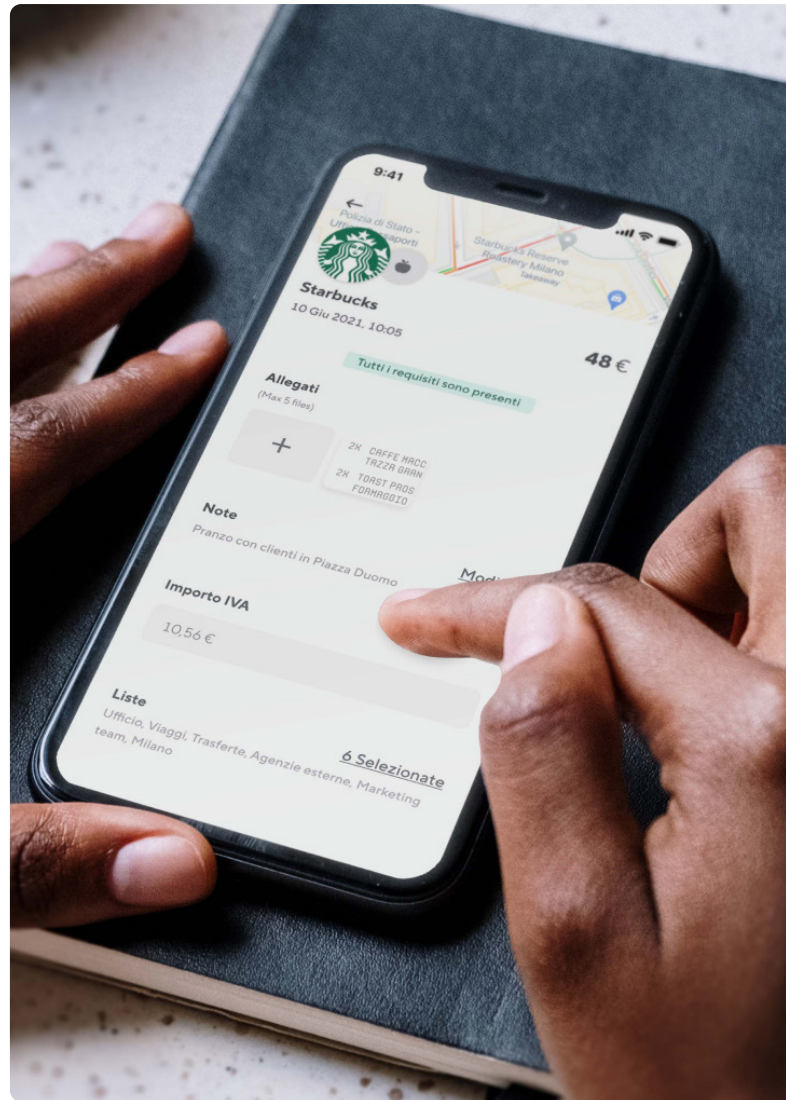 9:41
Polizia di Stato -
Starbucks Reserve
Roastery Milano
takeaway
Starbucks
10 Giu 2021, 10:05
48 €
Tutti i requisiti sono presenti
Allegati
(Max 5 files)
+
2X CAFFE MACC
TAZZA GRAN
2X TOAST PROS
FORMAGGIO
Note
Pranzo con clienti in Piazza Duomo
Importo IVA
10,56 €
Liste
6 Selezionate
Ufficio, Viaggi, Trasferte, Agenzie esterne, Marketing
team, Milano